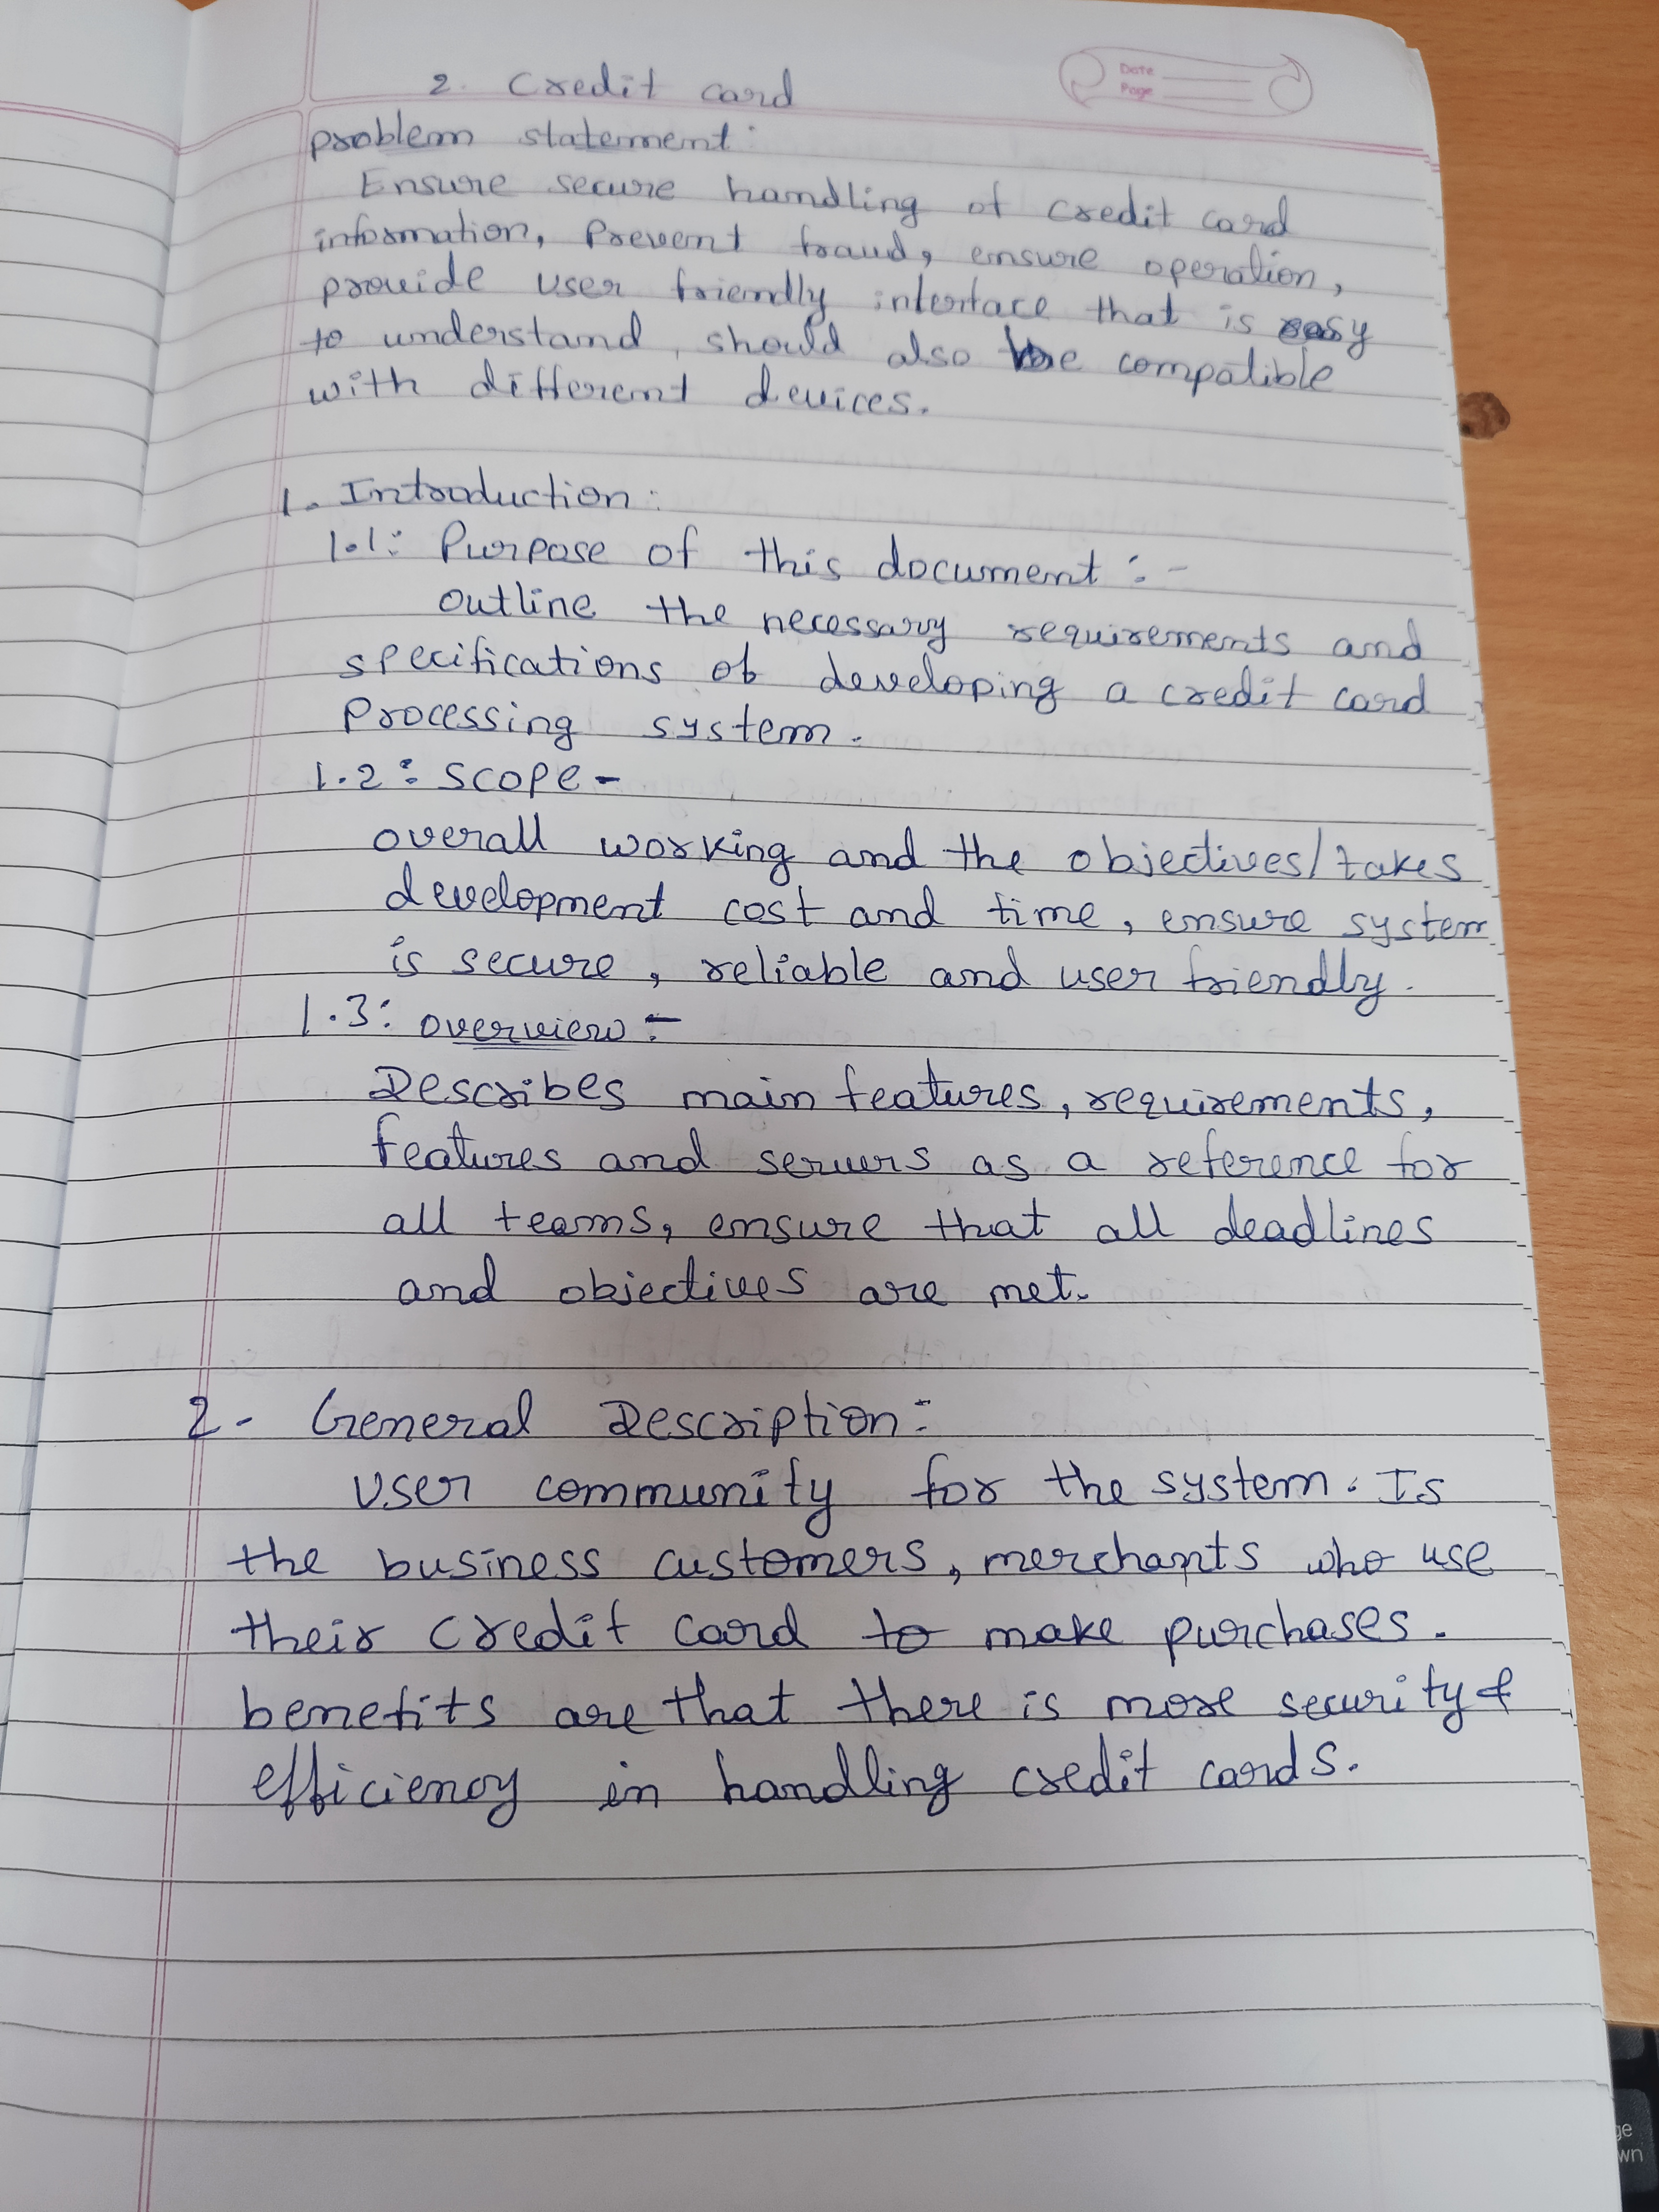 2. Credit card
Date
Page
problem statement:
Ensure secure handling of credit card
information, Prevent fraud, ensure operation,
provide user friendly interface that is easy
to understand, should also be compatible
with different devices.
1. Introduction:
1.1: Purpose of this document :-
outline the necessary requirements and
specifications of developing a credit card
Processing system.
1.2: scope-
overall working and the objectives/takes
development cost and time, ensure system
is secure, reliable and user friendly.
1.3: overview:-
Describes main features, requirements,
features and servers as a reference for
all teams, ensure that all deadlines
and objectives are met.
2- General Description:
User community for the system. Is
the business customers, merchants who use
their credit card to make purchases.
benefits are that there is more security &
efficiency in handling credit cards.
ge
wn